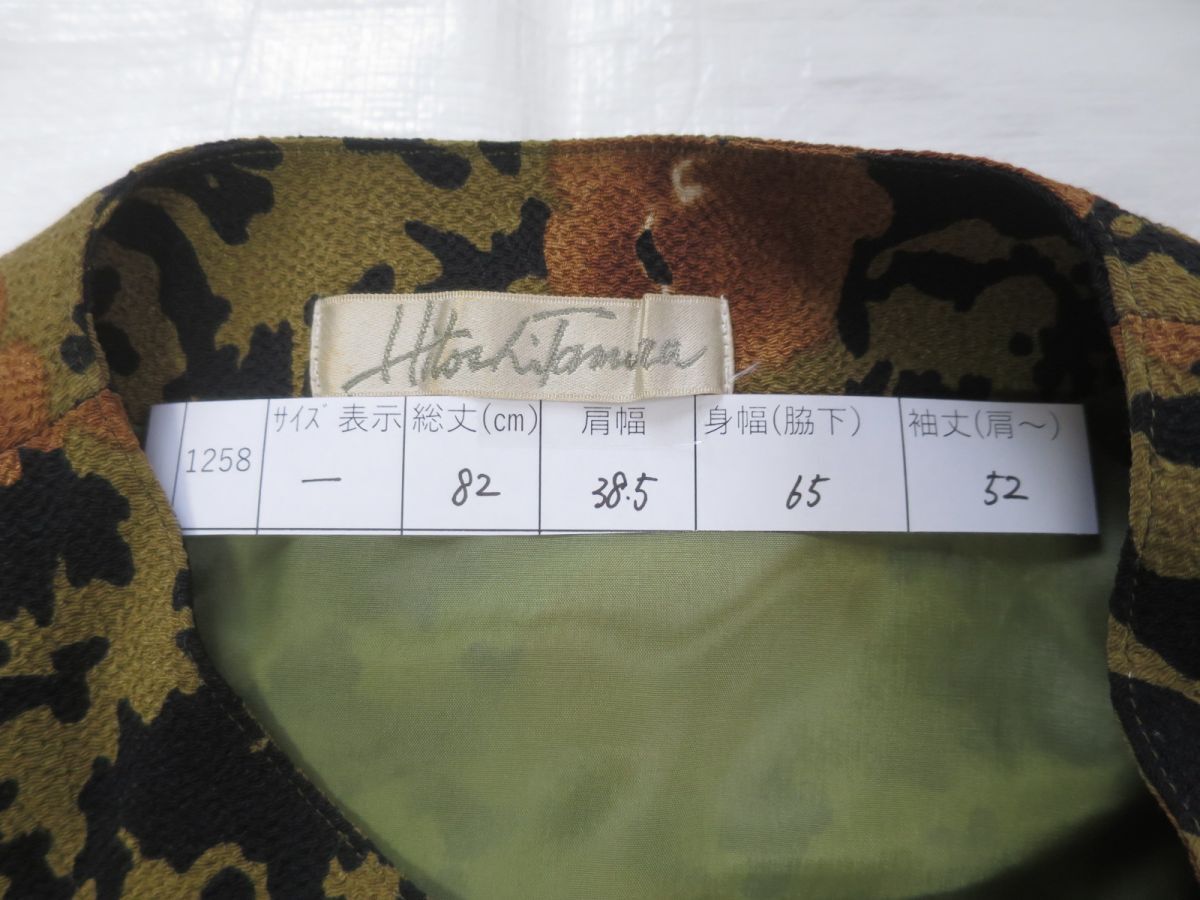 Hitoshi Tamura
1258 サイズ 表示 総丈(cm) 肩幅 身幅(脇下) 袖丈(肩～)
― 82 38.5 65 52